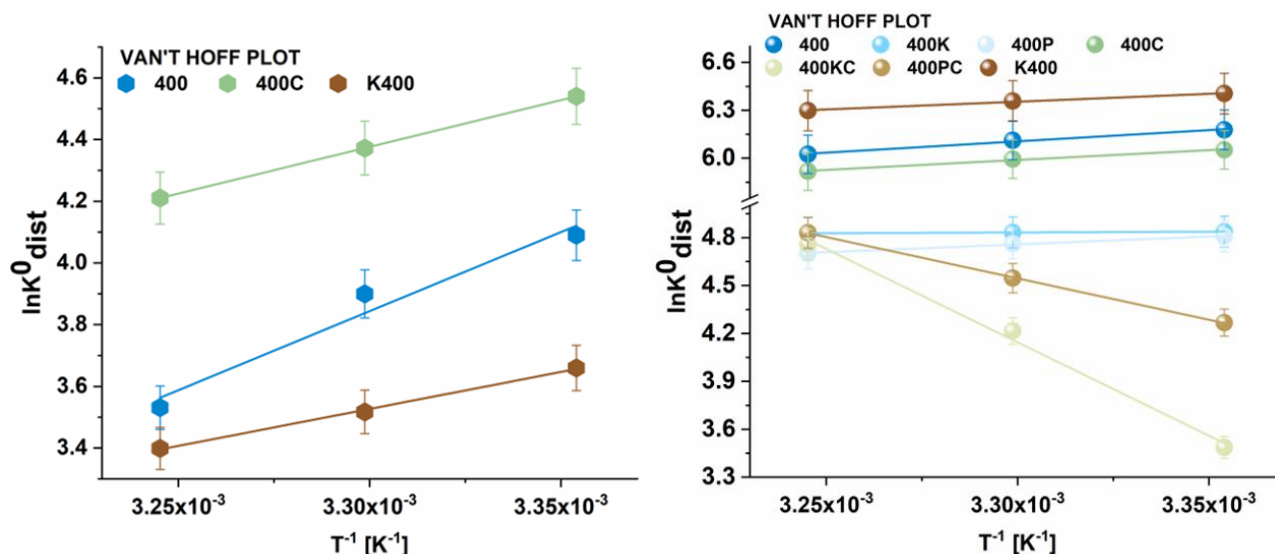 VAN'T HOFF PLOT
400 400C K400
4.6
4.4
4.2
4.0
3.8
3.6
3.4
lnK⁰dist
3.25x10⁻³ 3.30x10⁻³ 3.35x10⁻³
T⁻¹ [K⁻¹]
VAN'T HOFF PLOT
400 400K 400P 400C
400KC 400PC K400
6.6
6.3
6.0
4.8
4.5
4.2
3.9
3.6
3.3
lnK⁰dist
3.25x10⁻³ 3.30x10⁻³ 3.35x10⁻³
T⁻¹ [K⁻¹]